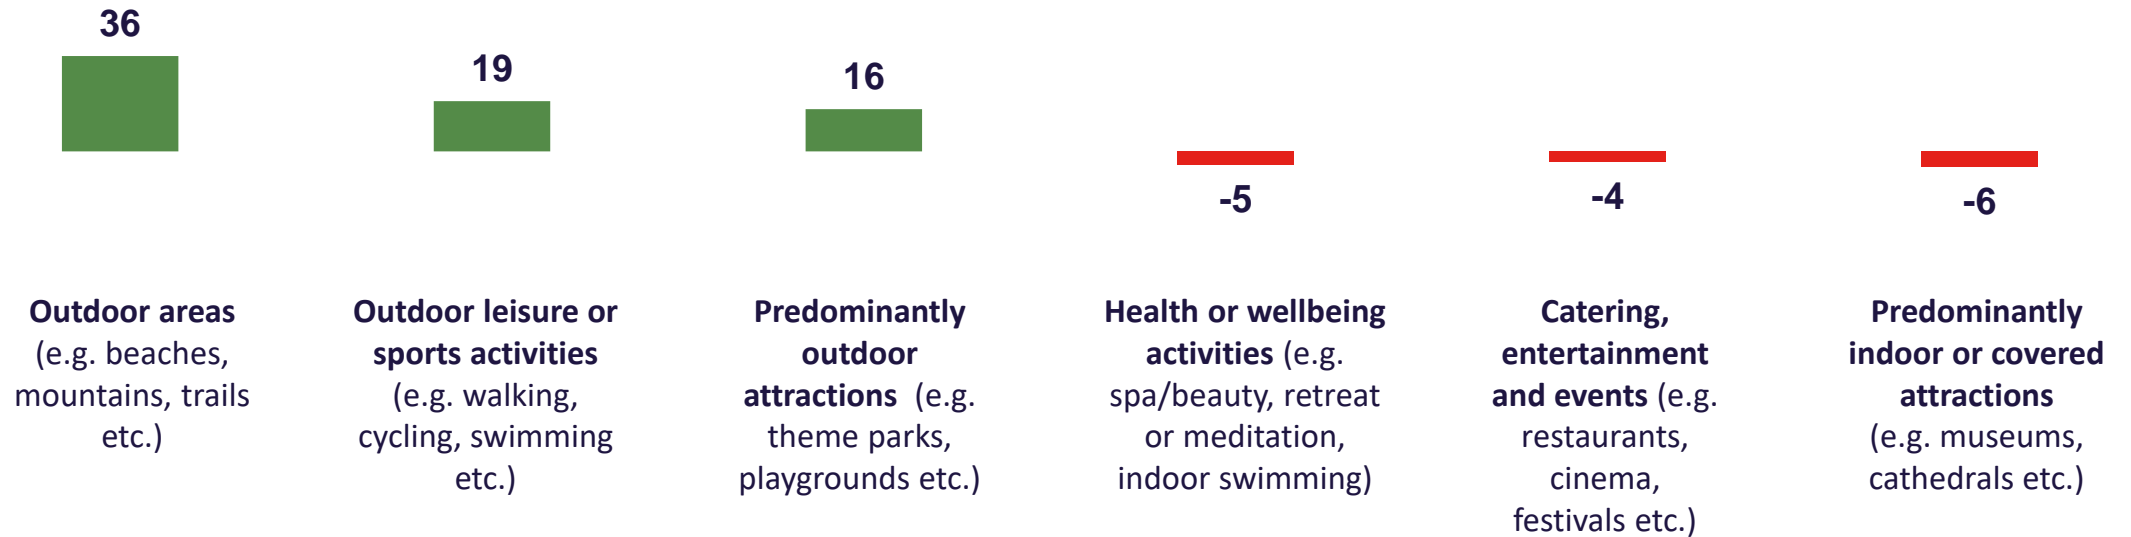 36
19
16
-5
-4
-6
Outdoor areas
(e.g. beaches,
mountains, trails
etc.)
Outdoor leisure or
sports activities
(e.g. walking,
cycling, swimming
etc.)
Predominantly
outdoor
attractions (e.g.
theme parks,
playgrounds etc.)
Health or wellbeing
activities (e.g.
spa/beauty, retreat
or meditation,
indoor swimming)
Catering,
entertainment
and events (e.g.
restaurants,
cinema,
festivals etc.)
Predominantly
indoor or covered
attractions
(e.g. museums,
cathedrals etc.)